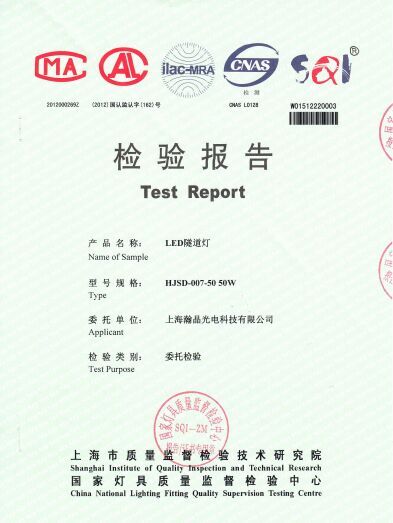 MA
AL
ilac-MRA
CNAS
检 测
SQI®
2012000269Z
(2012)国认监认字(162)号
CNAS L0128
W01512220003
检 验 报 告
Test Report
产 品 名 称： LED隧道灯
Name of Sample
型 号 规 格： HJSD-007-50 50W
Type
委 托 单 位： 上海瀚晶光电科技有限公司
Applicant
检 验 类 别： 委托检验
Test Purpose
国家灯具质量监督检验中心
SQI-ZM
上 海 市 质 量 监 督 检 验 技 术 研 究 院
Shanghai Institute of Quality Inspection and Technical Research
国 家 灯 具 质 量 监 督 检 验 中 心
China National Lighting Fitting Quality Supervision Testing Centre